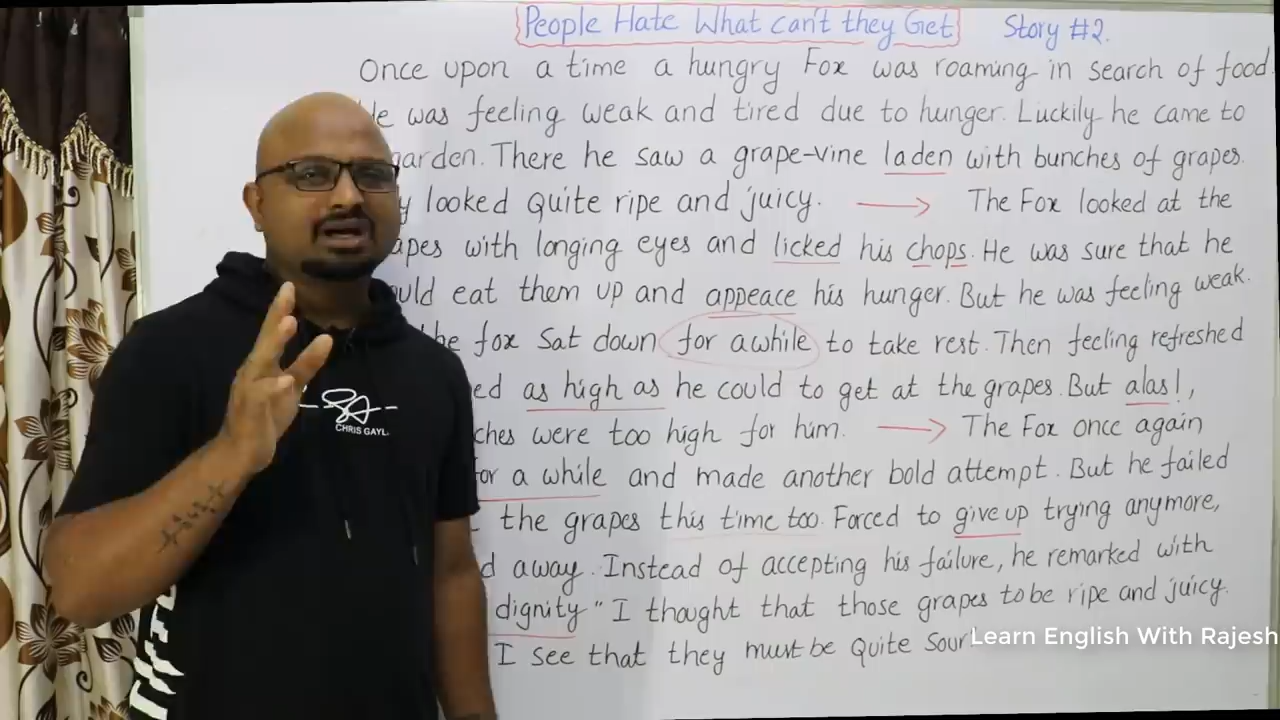 People Hate What can't they Get Story #2.
Once upon a time a hungry Fox was roaming in search of food.
was feeling weak and tired due to hunger. Luckily he came to
garden. There he saw a grape-vine laden with bunches of grapes.
looked Quite ripe and juicy. → The Fox looked at the
apes with longing eyes and licked his chops. He was sure that he
uld eat them up and appeace his hunger. But he was feeling weak.
he fox sat down for a while to take rest. Then feeling refreshed
ed as high as he could to get at the grapes. But alas!,
ches were too high for him. → The Fox once again
for a while and made another bold attempt. But he failed
the grapes this time too. Forced to give up trying anymore,
d away. Instead of accepting his failure, he remarked with
dignity "I thought that those grapes to be ripe and juicy.
I see that they must be Quite sour
Learn English With Rajesh
CHRIS GAYL